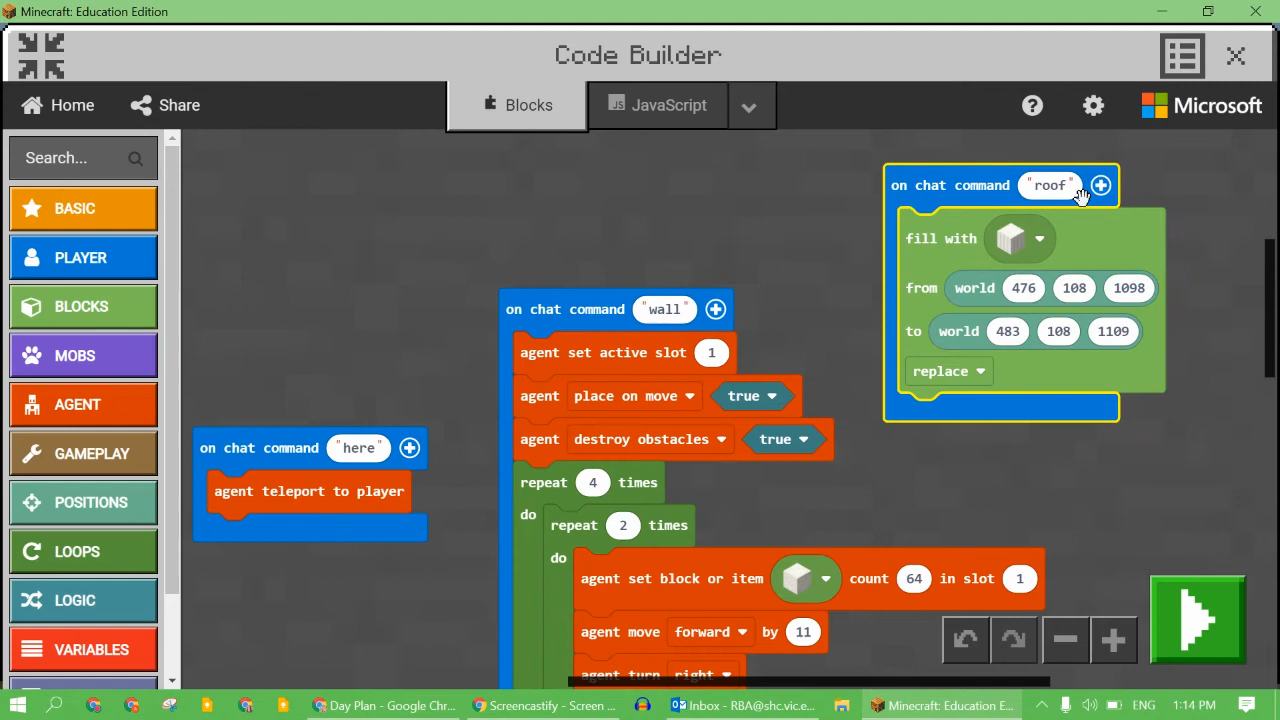 Minecraft: Education Edition
Code Builder
Home
Share
Blocks
JS JavaScript
Microsoft
Search...
BASIC
PLAYER
BLOCKS
MOBS
AGENT
GAMEPLAY
POSITIONS
LOOPS
LOGIC
VARIABLES
on chat command "roof"
fill with
from world 476 108 1098
to world 483 108 1109
replace
on chat command "wall"
agent set active slot 1
agent place on move true
agent destroy obstacles true
repeat 4 times
do repeat 2 times
do agent set block or item count 64 in slot 1
agent move forward by 11
agent turn right
on chat command "here"
agent teleport to player
Day Plan - Google Chr...
Screencastify - Screen ...
Inbox - RBA@shc.vic.e...
Minecraft: Education E...
ENG
1:14 PM